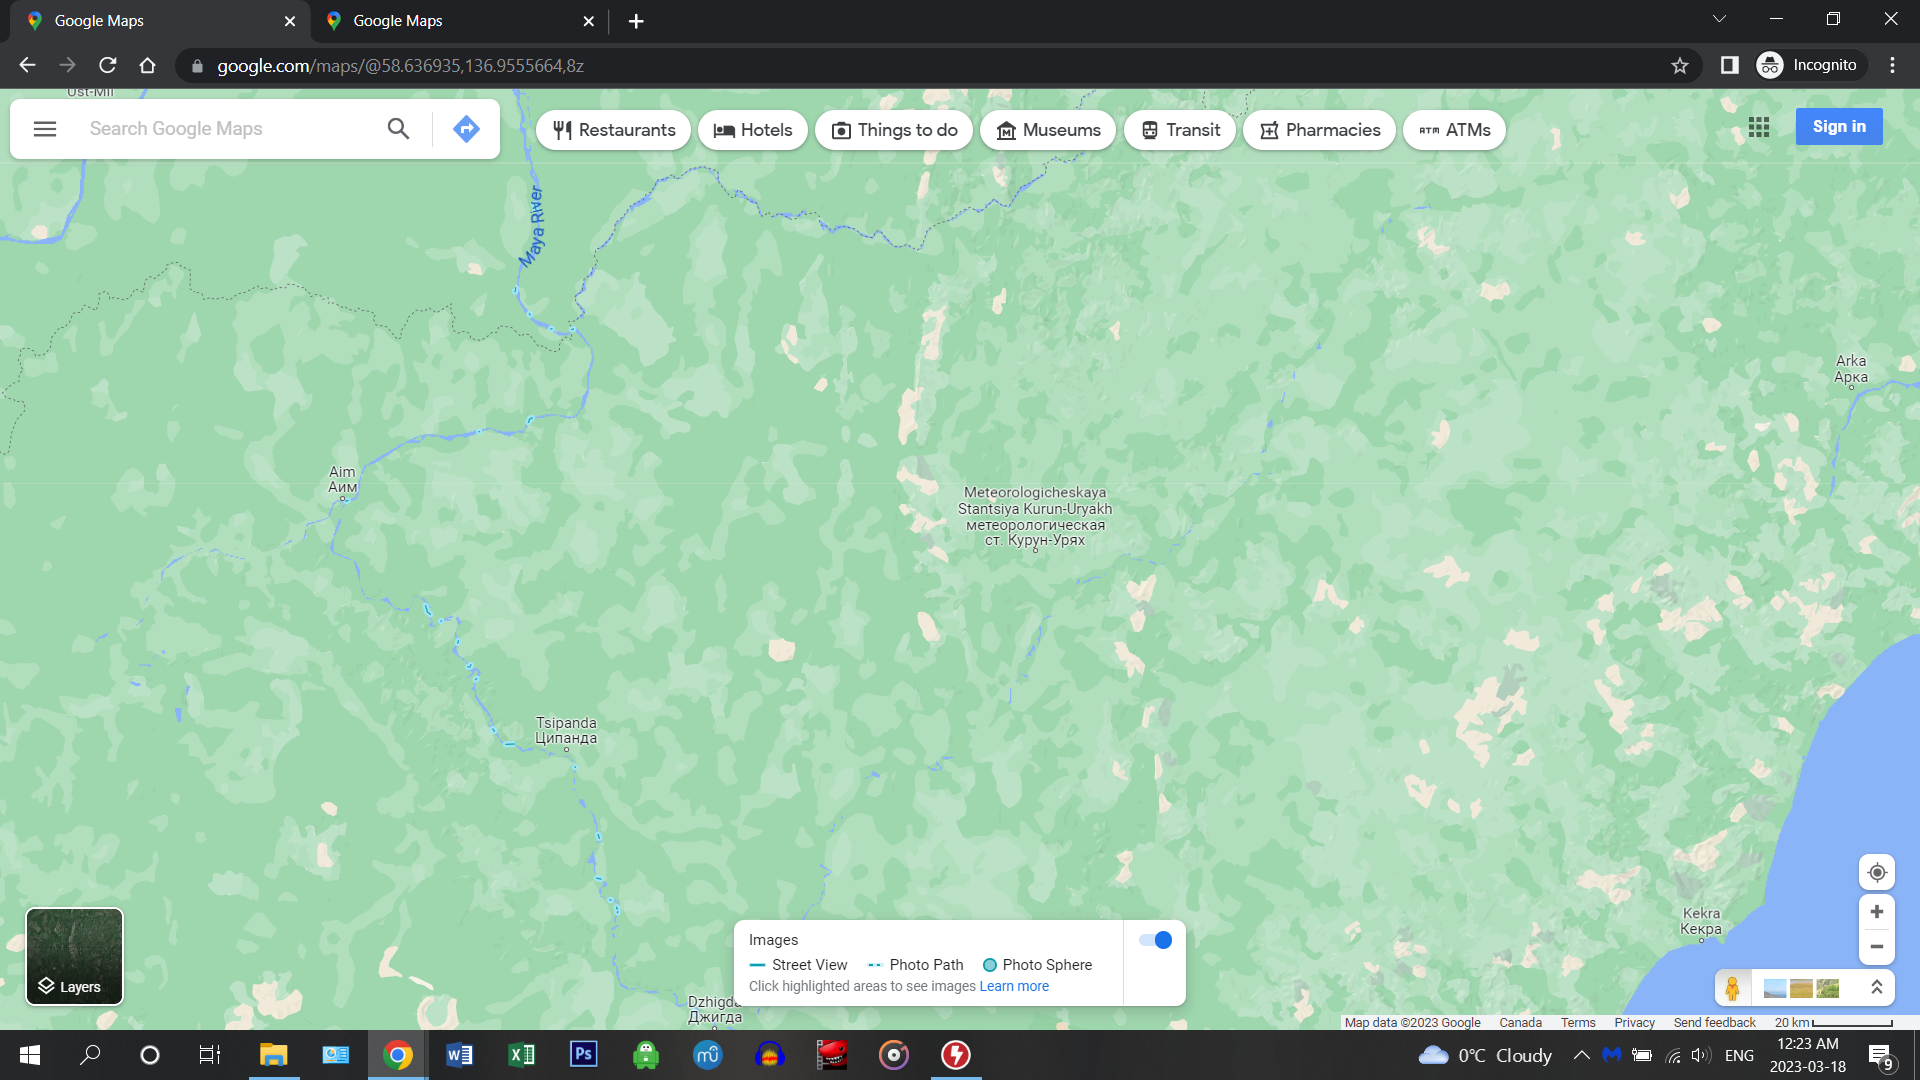 Google Maps
Google Maps
google.com/maps/@58.636935,136.9555664,8z
Incognito
Ust-Mil
Search Google Maps
Restaurants
Hotels
Things to do
Museums
Transit
Pharmacies
ATM ATMs
Sign in
Maya River
Arka
Арка
Aim
Аим
Meteorologicheskaya
Stantsiya Kurun-Uryakh
метеорологическая
ст. Курун-Урях
Tsipanda
Ципанда
Kekra
Кекра
Dzhigda
Джигда
Layers
Images
Street View
Photo Path
Photo Sphere
Click highlighted areas to see images Learn more
Map data ©2023 Google
Canada
Terms
Privacy
Send feedback
20 km
W
X
Ps
mû
0°C Cloudy
ENG
12:23 AM
2023-03-18
9